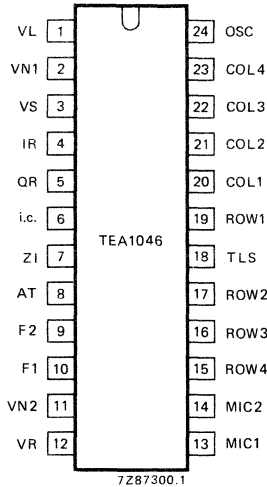 VL 1 24 OSC
VN1 2 23 COL4
VS 3 22 COL3
IR 4 21 COL2
QR 5 20 COL1
i.c. 6 19 ROW1
TEA1046
ZI 7 18 TLS
AT 8 17 ROW2
F2 9 16 ROW3
F1 10 15 ROW4
VN2 11 14 MIC2
VR 12 13 MIC1
7Z87300.1